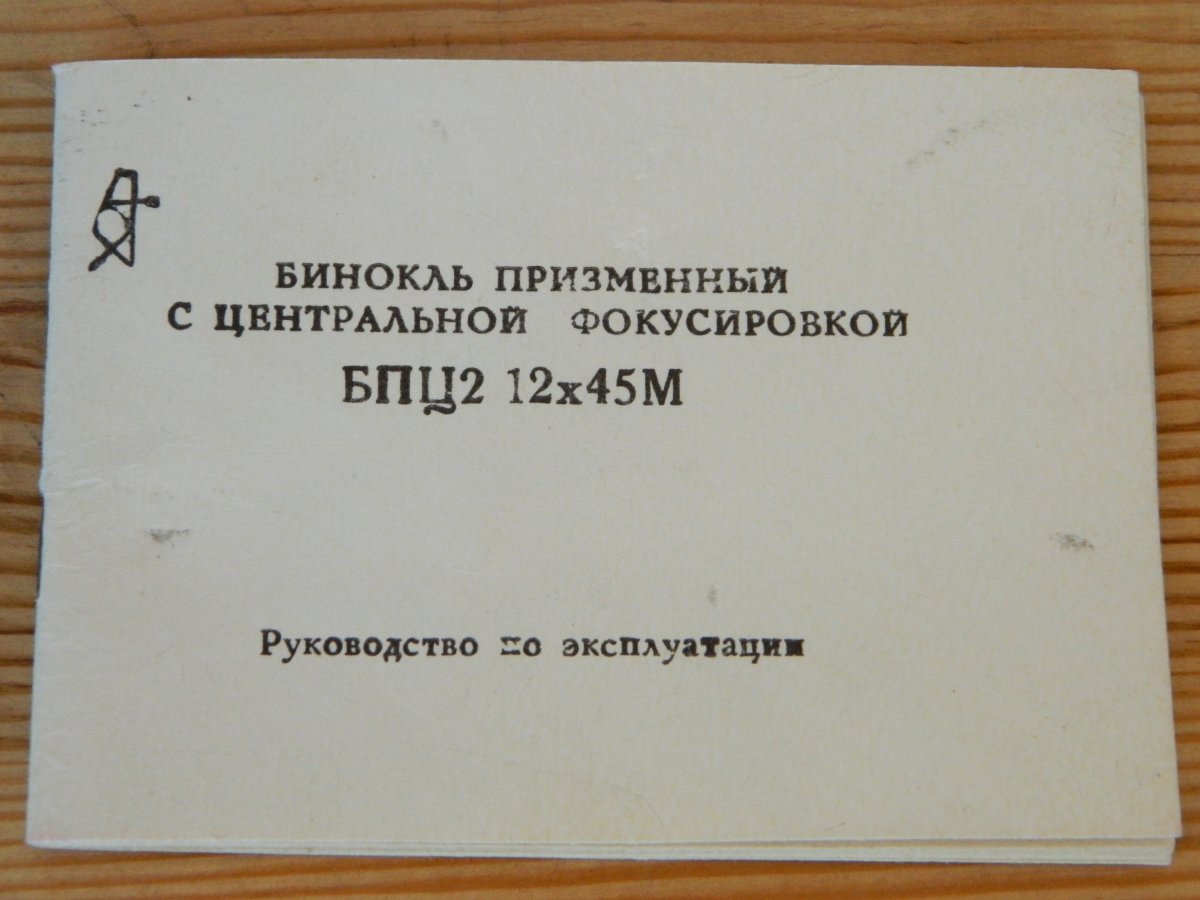 БИНОКЛЬ ПРИЗМЕННЫЙ
С ЦЕНТРАЛЬНОЙ ФОКУСИРОВКОЙ
БПЦ2 12х45М
Руководство по эксплуатации